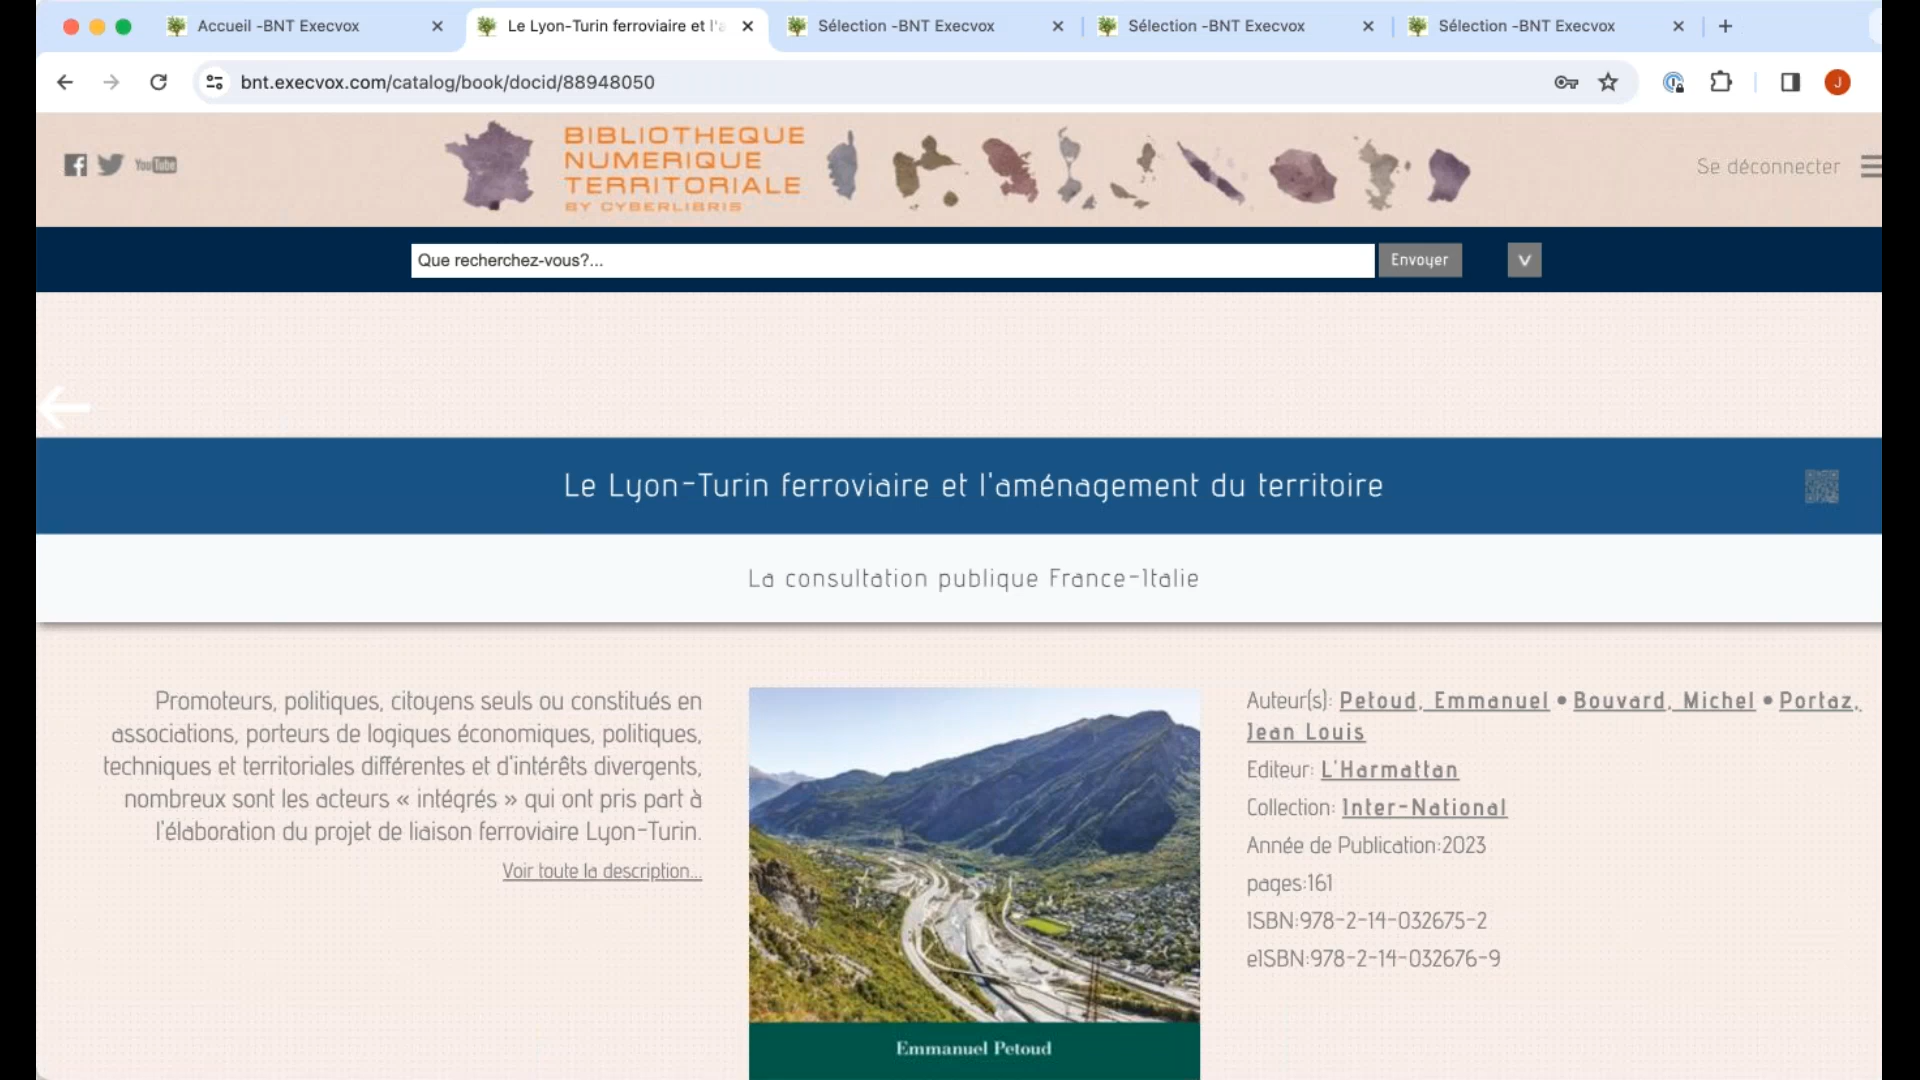 Accueil -BNT Execvox
Le Lyon-Turin ferroviaire et l'a
Sélection -BNT Execvox
Sélection -BNT Execvox
Sélection -BNT Execvox
bnt.execvox.com/catalog/book/docid/88948050
J
You Tube
BIBLIOTHEQUE
NUMERIQUE
TERRITORIALE
BY CYBERLIBRIS
Se déconnecter
Que recherchez-vous?...
Envoyer
V
Le Lyon-Turin ferroviaire et l'aménagement du territoire
La consultation publique France-Italie
Promoteurs, politiques, citoyens seuls ou constitués en
associations, porteurs de logiques économiques, politiques,
techniques et territoriales différentes et d'intérêts divergents,
nombreux sont les acteurs « intégrés » qui ont pris part à
l'élaboration du projet de liaison ferroviaire Lyon-Turin.
Voir toute la description...
Emmanuel Petoud
Auteur(s): Petoud, Emmanuel • Bouvard, Michel • Portaz,
Jean Louis
Editeur: L'Harmattan
Collection: Inter-National
Année de Publication:2023
pages:161
ISBN:978-2-14-032675-2
eISBN:978-2-14-032676-9